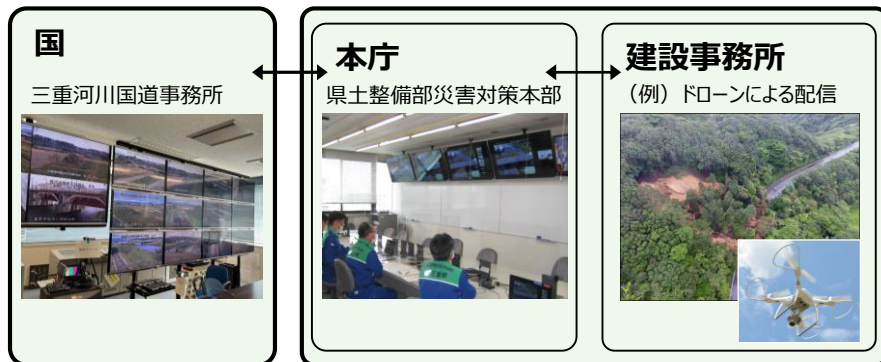 国
三重河川国道事務所
本庁
県土整備部災害対策本部
建設事務所
（例）ドローンによる配信